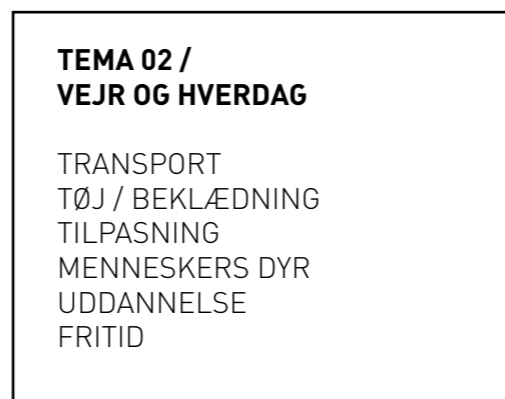 TEMA 02 /
VEJR OG HVERDAG
TRANSPORT
TØJ / BEKLÆDNING
TILPASNING
MENNESKERS DYR
UDDANNELSE
FRITID